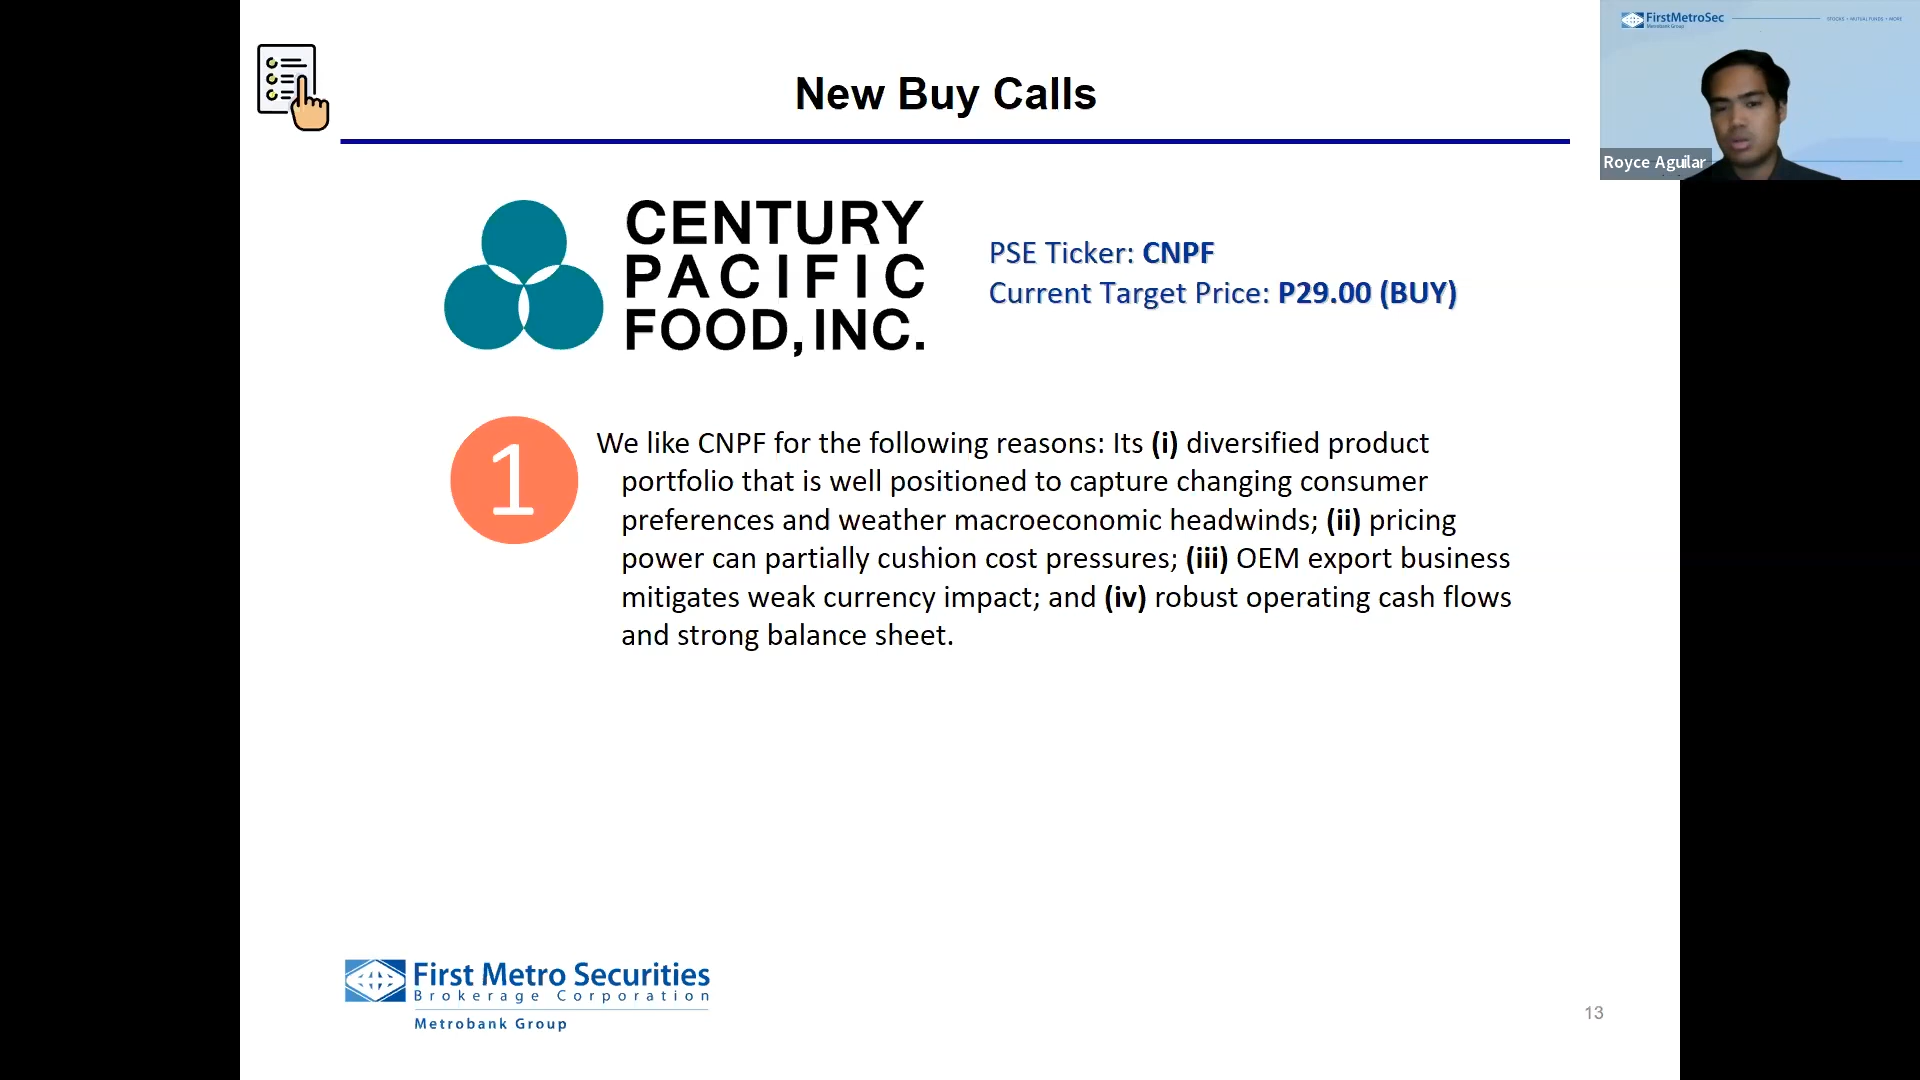 New Buy Calls
FirstMetroSec
Metrobank Group
STOCKS • MUTUAL FUNDS • MORE
Royce Aguilar
CENTURY
PACIFIC
FOOD, INC.
PSE Ticker: CNPF
Current Target Price: P29.00 (BUY)
1
We like CNPF for the following reasons: Its (i) diversified product
portfolio that is well positioned to capture changing consumer
preferences and weather macroeconomic headwinds; (ii) pricing
power can partially cushion cost pressures; (iii) OEM export business
mitigates weak currency impact; and (iv) robust operating cash flows
and strong balance sheet.
First Metro Securities
Brokerage Corporation
Metrobank Group
13